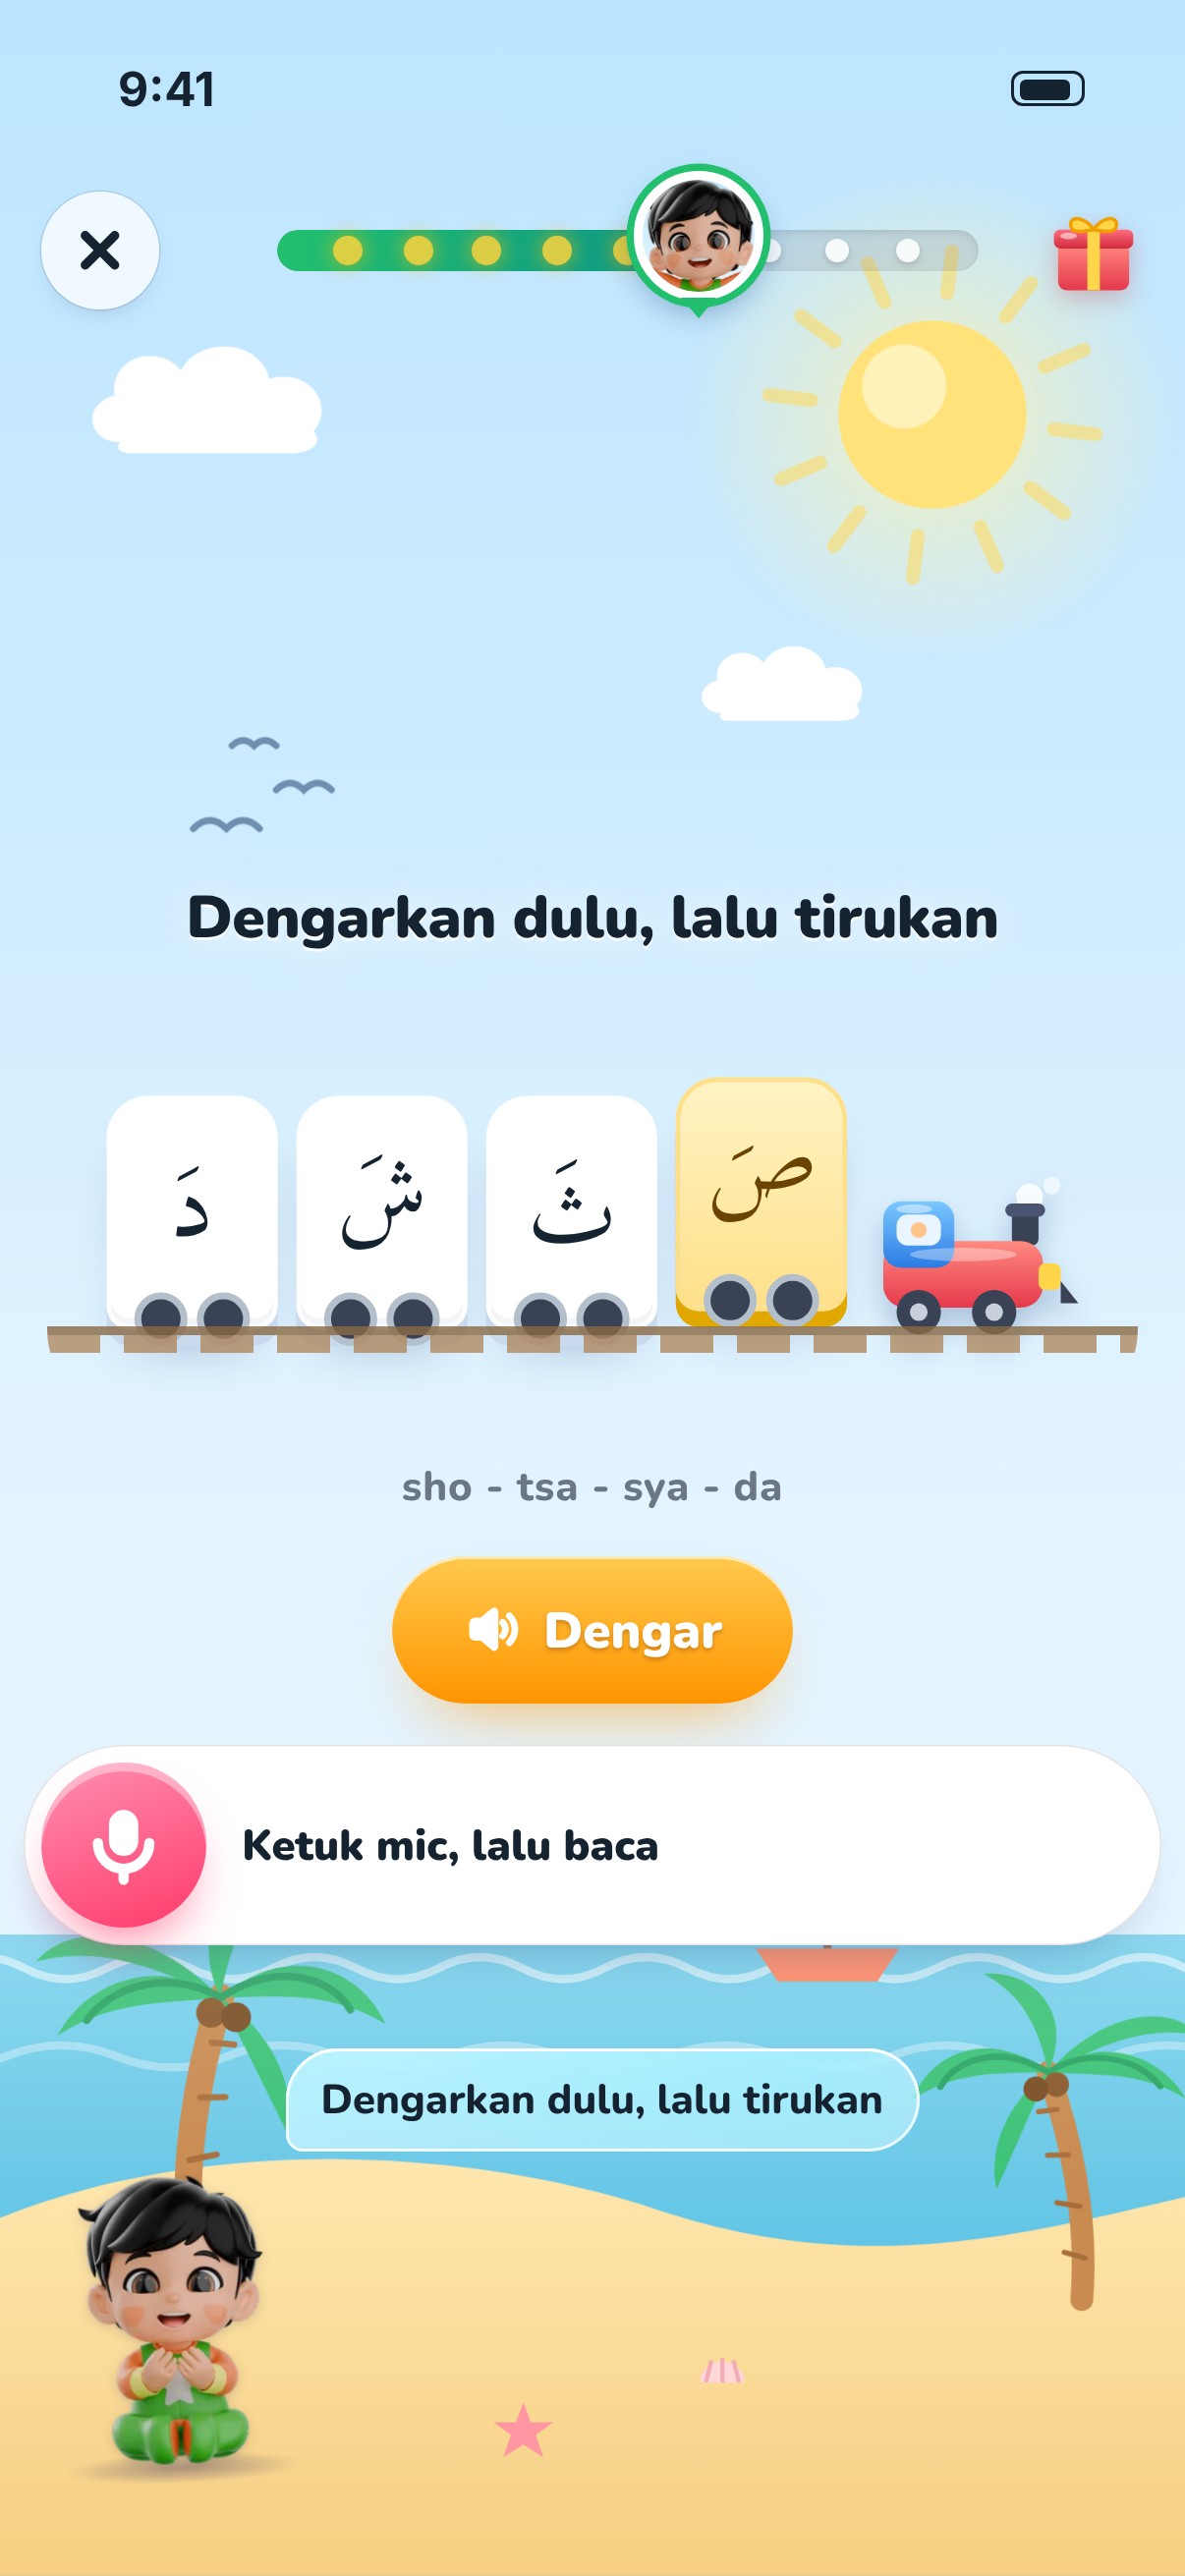 9:41
Dengarkan dulu, lalu tirukan
صَ ثَ شَ دَ
sho - tsa - sya - da
Dengar
Ketuk mic, lalu baca
Dengarkan dulu, lalu tirukan